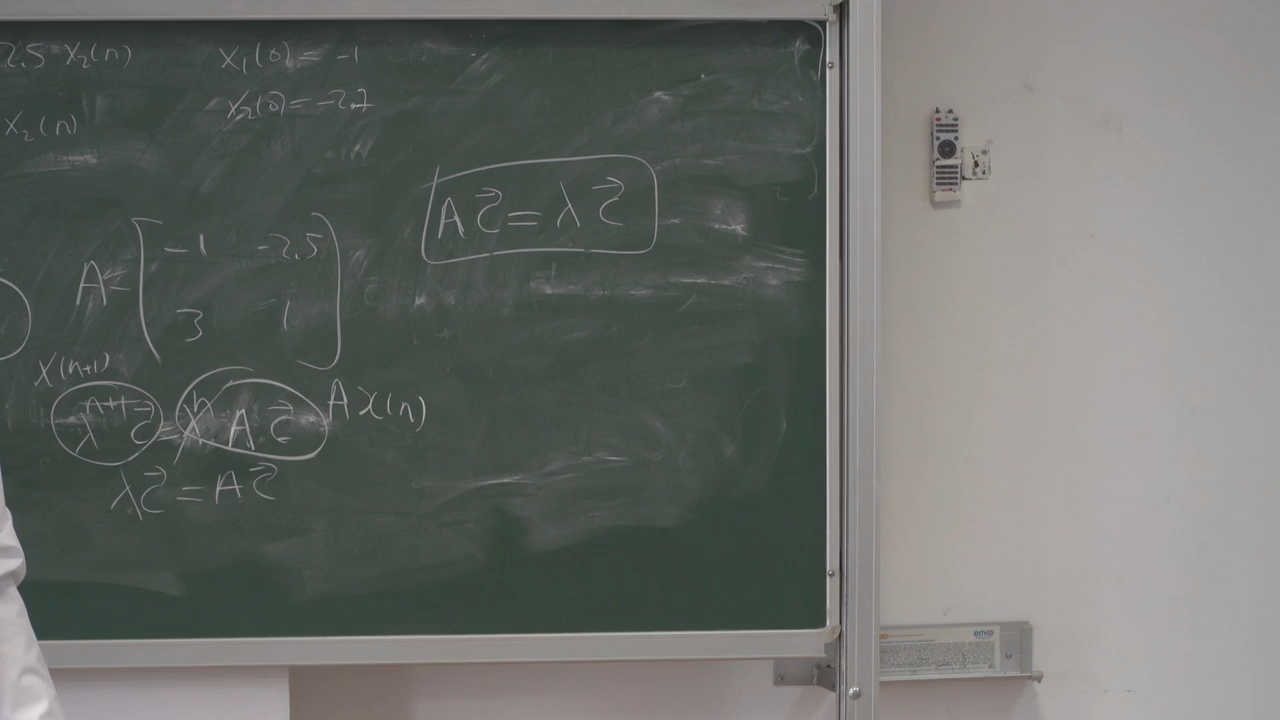 2.5 x₂(n)
x₁(0) = -1
x₂(n)
x₂(0) = -2,7
A c⃗ = λ c⃗
A = [ -1 -2,5
3 1 ]
x(n+1)
λⁿ⁺¹ c⃗ = λⁿ A c⃗ A x(n)
λ c⃗ = A c⃗
emco